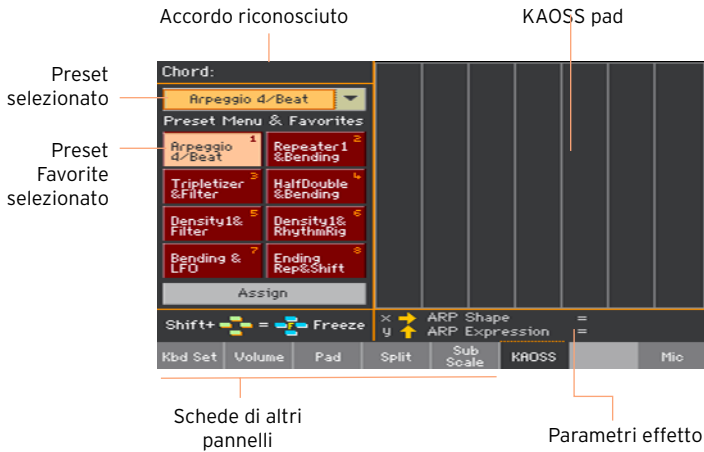 Accordo riconosciuto
KAOSS pad
Preset
selezionato
Preset
Favorite
selezionato
Chord:
Arpeggio 4/Beat
Preset Menu & Favorites
Arpeggio
4/Beat
1
Repeater1
&Bending
2
Tripletizer
&Filter
3
HalfDouble
&Bending
4
Density1&
Filter
5
Density1&
RhythmRig
6
Bending &
LFO
7
Ending
Rep&Shift
8
Assign
Shift+ = F Freeze
x ARP Shape =
y ARP Expression =
Kbd Set
Volume
Pad
Split
Sub
Scale
KAOSS
Mic
Schede di altri
pannelli
Parametri effetto